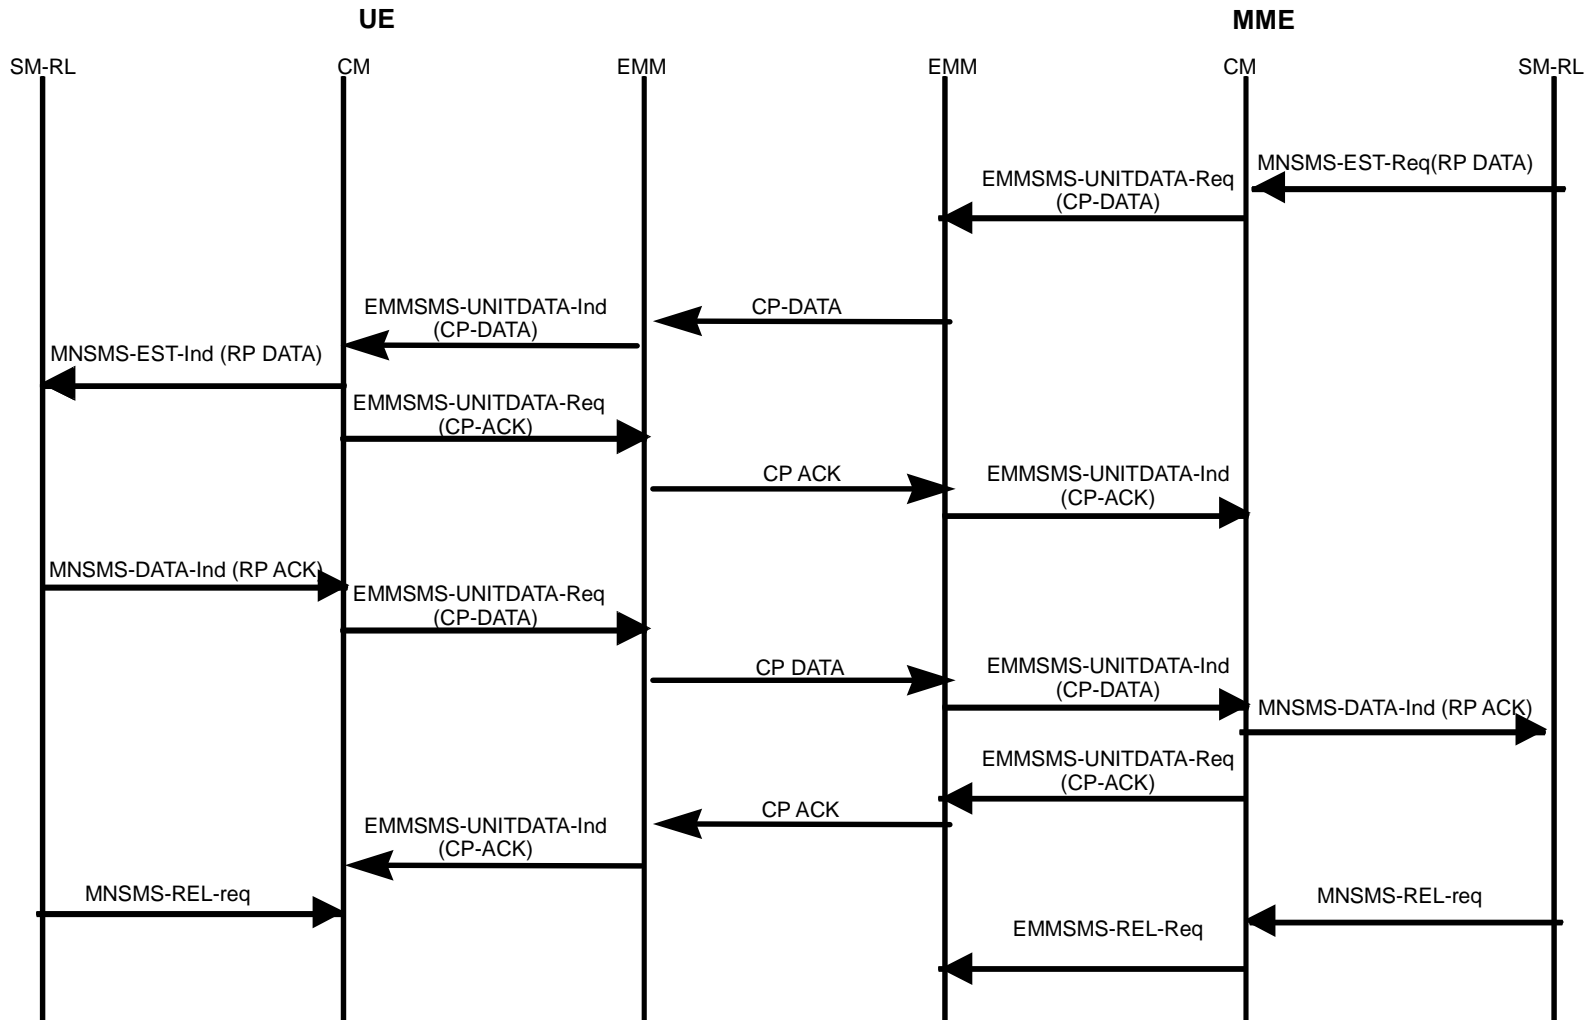 UE
MME
SM-RL
CM
EMM
EMM
CM
SM-RL
MNSMS-EST-Req(RP DATA)
EMMSMS-UNITDATA-Req
(CP-DATA)
EMMSMS-UNITDATA-Ind
(CP-DATA)
CP-DATA
MNSMS-EST-Ind (RP DATA)
EMMSMS-UNITDATA-Req
(CP-ACK)
CP ACK
EMMSMS-UNITDATA-Ind
(CP-ACK)
MNSMS-DATA-Ind (RP ACK)
EMMSMS-UNITDATA-Req
(CP-DATA)
CP DATA
EMMSMS-UNITDATA-Ind
(CP-DATA)
MNSMS-DATA-Ind (RP ACK)
EMMSMS-UNITDATA-Req
(CP-ACK)
CP ACK
EMMSMS-UNITDATA-Ind
(CP-ACK)
MNSMS-REL-req
MNSMS-REL-req
EMMSMS-REL-Req